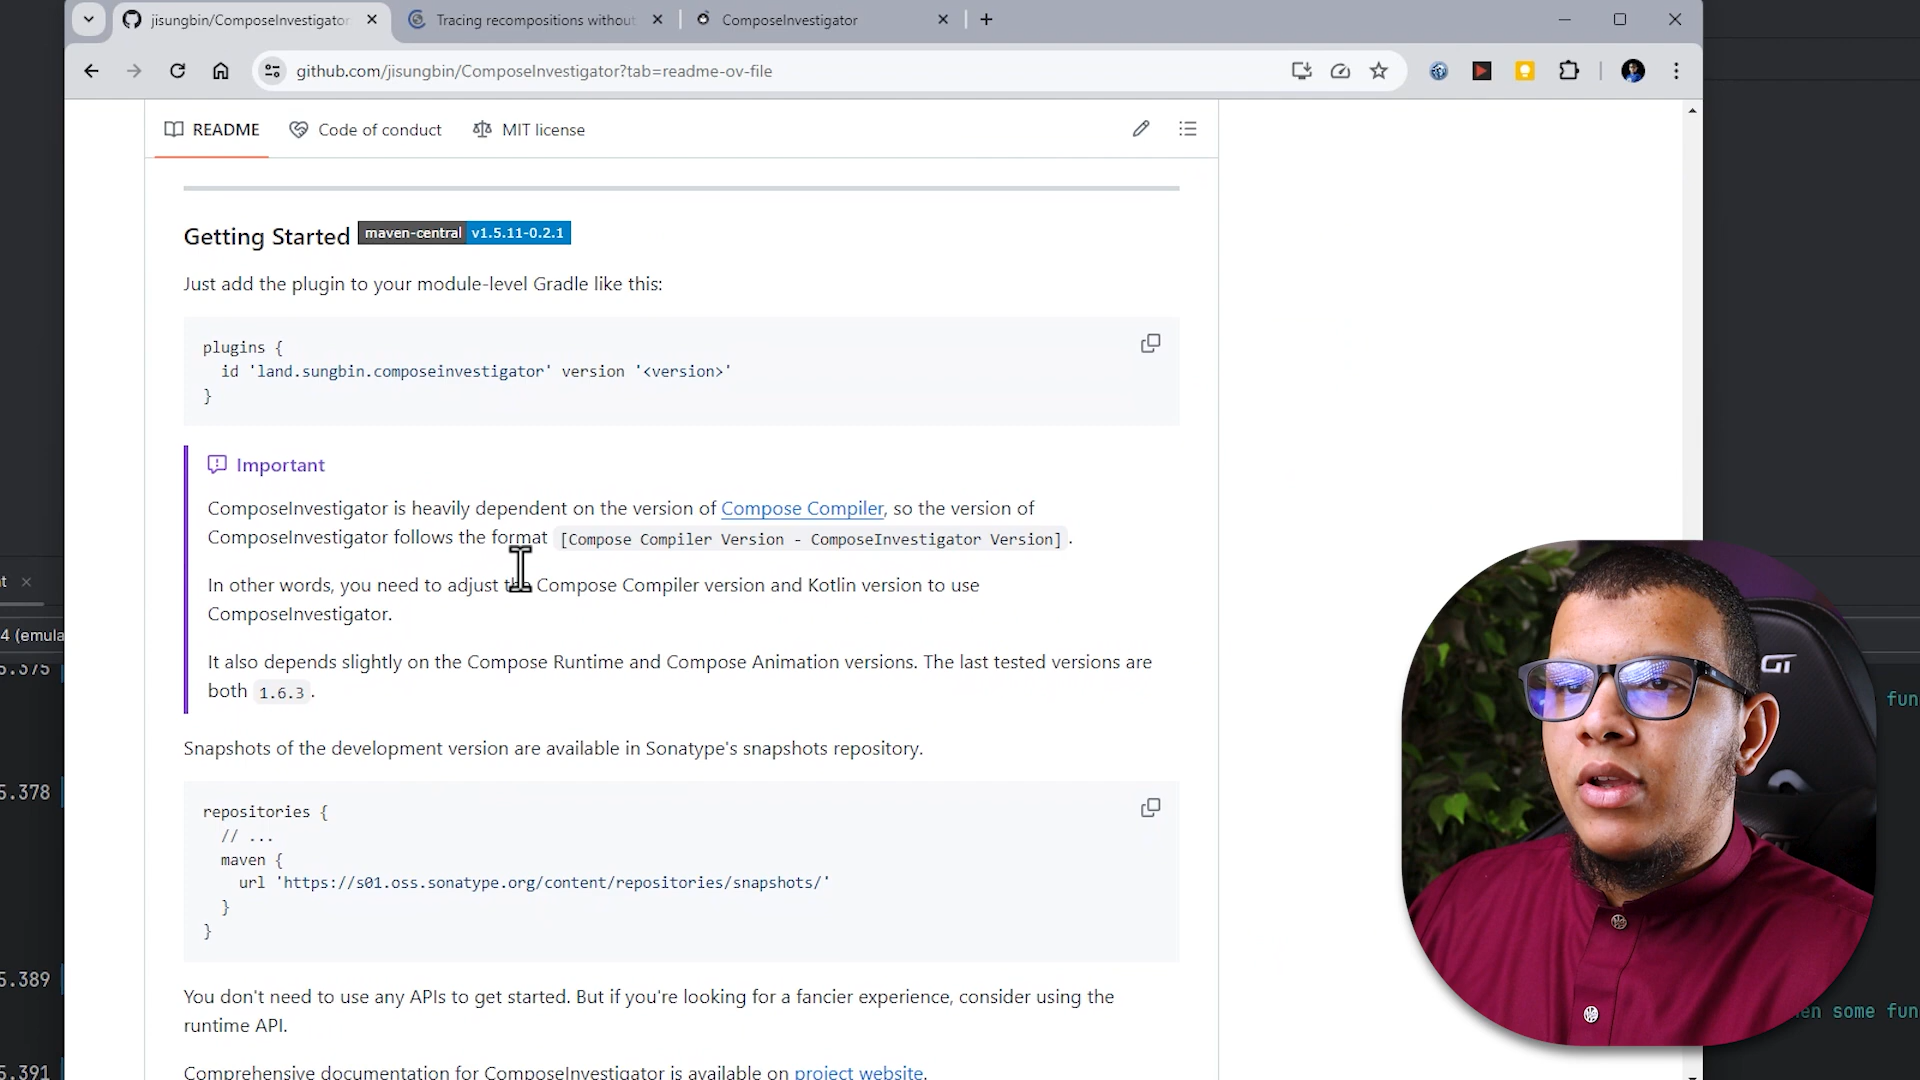 jisungbin/ComposeInvestigator
Tracing recompositions without
ComposeInvestigator
github.com/jisungbin/ComposeInvestigator?tab=readme-ov-file
README
Code of conduct
MIT license
Getting Started
maven-central v1.5.11-0.2.1
Just add the plugin to your module-level Gradle like this:
plugins {
id 'land.sungbin.composeinvestigator' version '<version>'
}
Important
ComposeInvestigator is heavily dependent on the version of Compose Compiler, so the version of
ComposeInvestigator follows the format [Compose Compiler Version - ComposeInvestigator Version] .
In other words, you need to adjust the Compose Compiler version and Kotlin version to use
ComposeInvestigator.
It also depends slightly on the Compose Runtime and Compose Animation versions. The last tested versions are
both 1.6.3 .
Snapshots of the development version are available in Sonatype's snapshots repository.
repositories {
// ...
maven {
url 'https://s01.oss.sonatype.org/content/repositories/snapshots/'
}
}
You don't need to use any APIs to get started. But if you're looking for a fancier experience, consider using the
runtime API.
Comprehensive documentation for ComposeInvestigator is available on project website.
t
4 (emula
5.375
5.378
5.389
5.391
GT
fun
en some fun